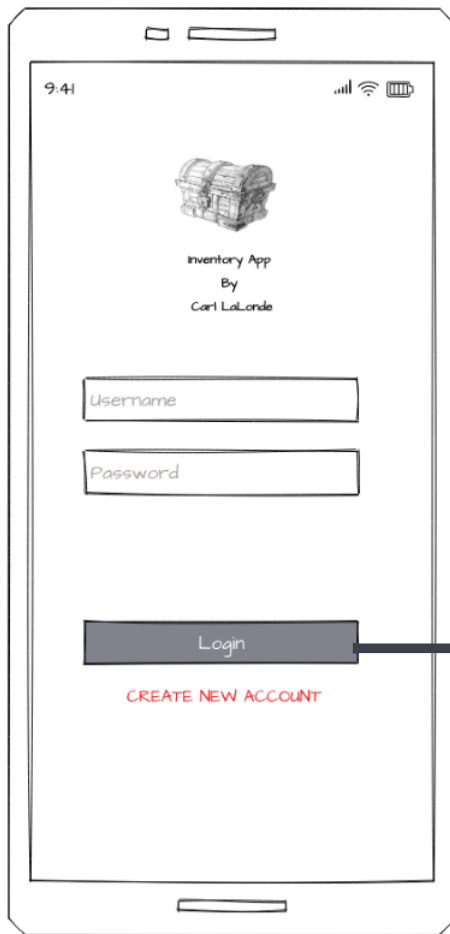 9:41
Inventory App
By
Carl LaLonde
Username
Password
Login
CREATE NEW ACCOUNT